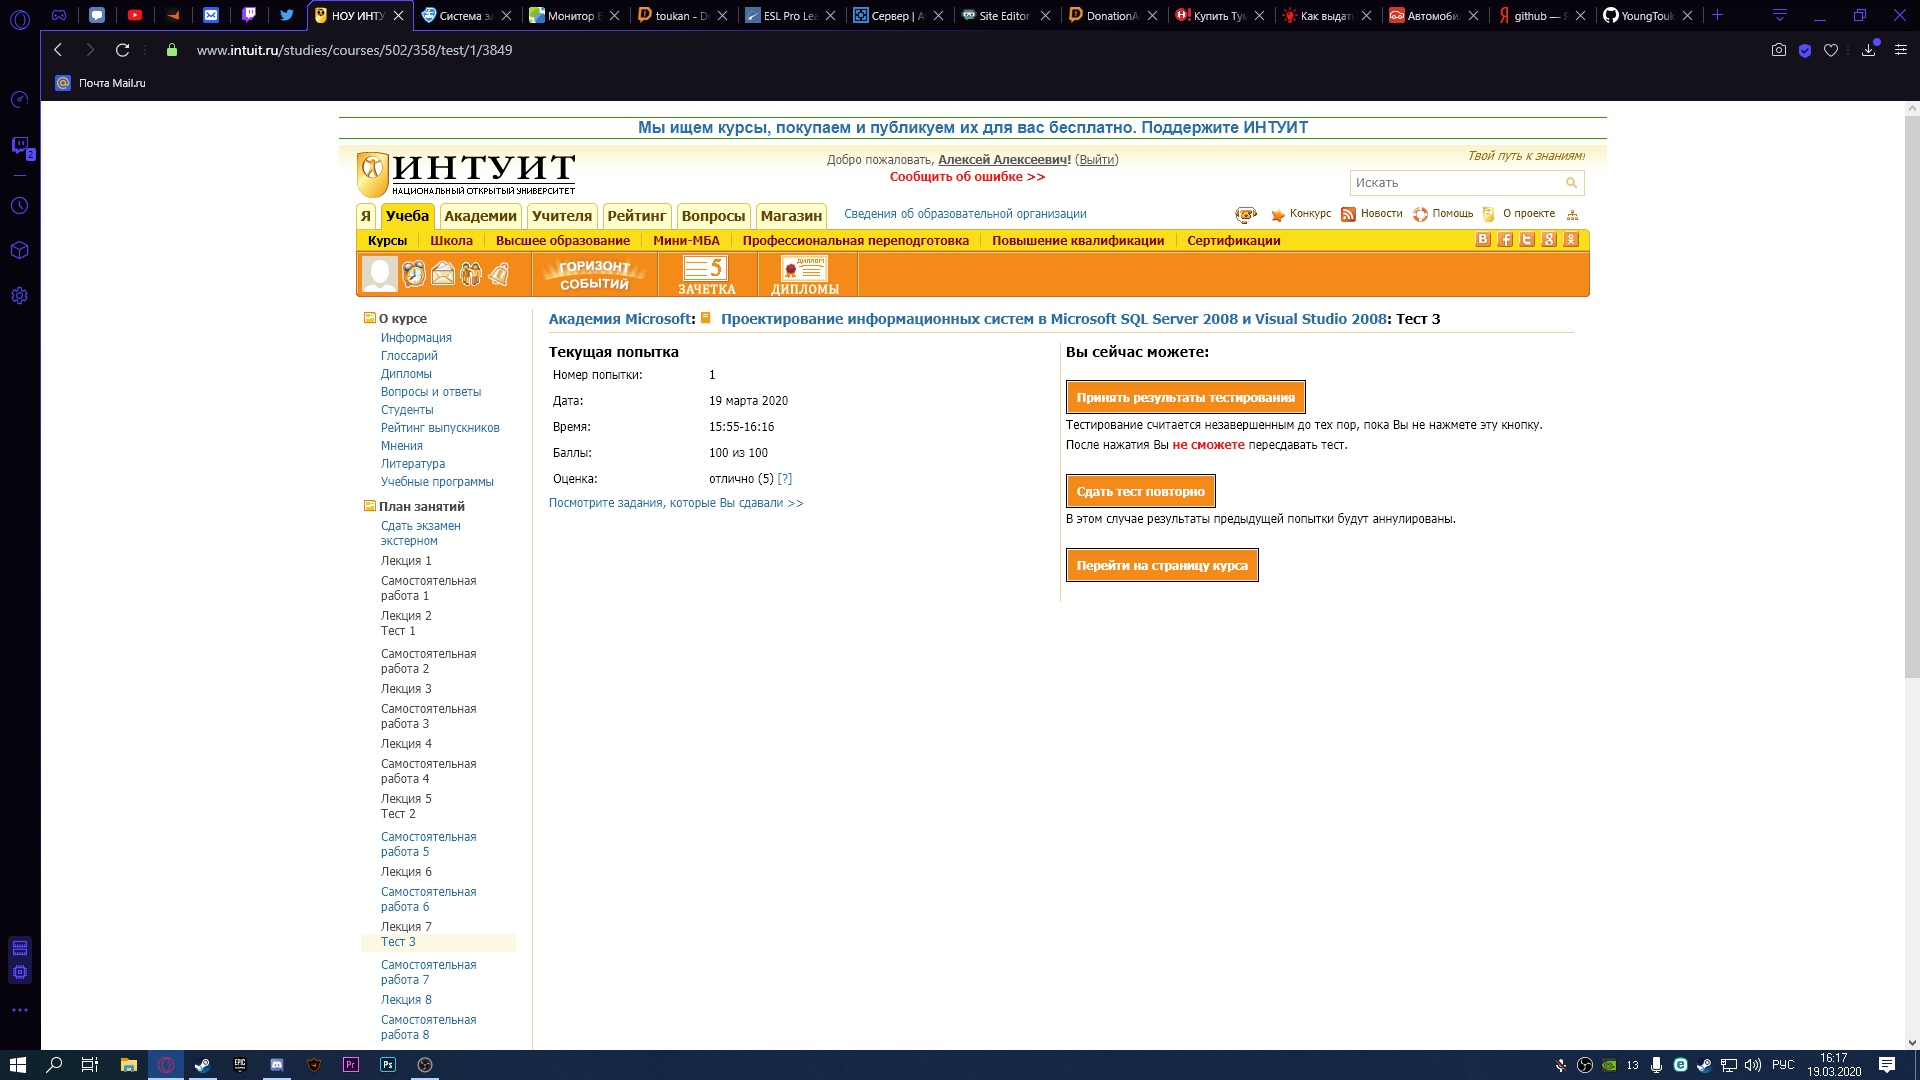 НОУ ИНТУ
Система эл
Монитор Е
toukan - Do
ESL Pro Lea
Сервер | А
Site Editor
DonationA
Купить Тум
Как выдат
Автомоби
github — Я
YoungTouk
www.intuit.ru/studies/courses/502/358/test/1/3849
Почта Mail.ru
Мы ищем курсы, покупаем и публикуем их для вас бесплатно. Поддержите ИНТУИТ
ИНТУИТ
НАЦИОНАЛЬНЫЙ ОТКРЫТЫЙ УНИВЕРСИТЕТ
Добро пожаловать, Алексей Алексеевич! (Выйти)
Сообщить об ошибке >>
Твой путь к знаниям!
Искать
Я Учеба Академии Учителя Рейтинг Вопросы Магазин Сведения об образовательной организации
Конкурс Новости Помощь О проекте
Курсы Школа Высшее образование Мини-МБА Профессиональная переподготовка Повышение квалификации Сертификации
ГОРИЗОНТ
СОБЫТИЙ
5
ЗАЧЕТКА
ДИПЛОМ
ДИПЛОМЫ
О курсе
Информация
Глоссарий
Дипломы
Вопросы и ответы
Студенты
Рейтинг выпускников
Мнения
Литература
Учебные программы
План занятий
Сдать экзамен
экстерном
Лекция 1
Самостоятельная
работа 1
Лекция 2
Тест 1
Самостоятельная
работа 2
Лекция 3
Самостоятельная
работа 3
Лекция 4
Самостоятельная
работа 4
Лекция 5
Тест 2
Самостоятельная
работа 5
Лекция 6
Самостоятельная
работа 6
Лекция 7
Тест 3
Самостоятельная
работа 7
Лекция 8
Самостоятельная
работа 8
Академия Microsoft: Проектирование информационных систем в Microsoft SQL Server 2008 и Visual Studio 2008: Тест 3
Текущая попытка
Номер попытки: 1
Дата: 19 марта 2020
Время: 15:55-16:16
Баллы: 100 из 100
Оценка: отлично (5) [?]
Посмотрите задания, которые Вы сдавали >>
Вы сейчас можете:
Принять результаты тестирования
Тестирование считается незавершенным до тех пор, пока Вы не нажмете эту кнопку.
После нажатия Вы не сможете пересдавать тест.
Сдать тест повторно
В этом случае результаты предыдущей попытки будут аннулированы.
Перейти на страницу курса
13
РУС
16:17
19.03.2020